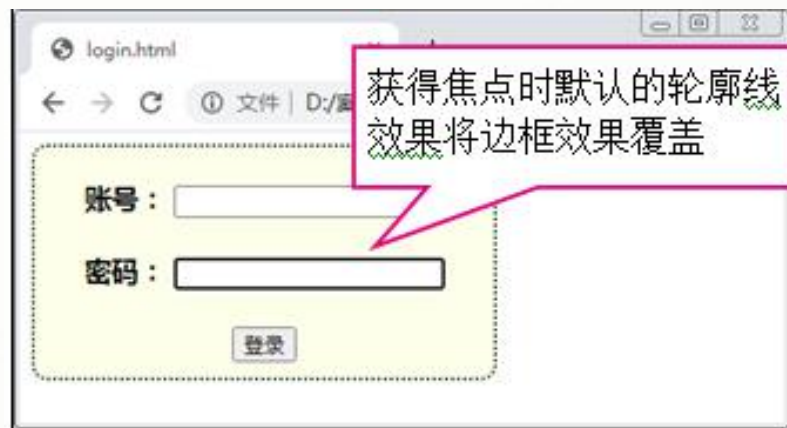 login.html
文件 | D:/
获得焦点时默认的轮廓线
效果将边框效果覆盖
账号：
密码：
登录